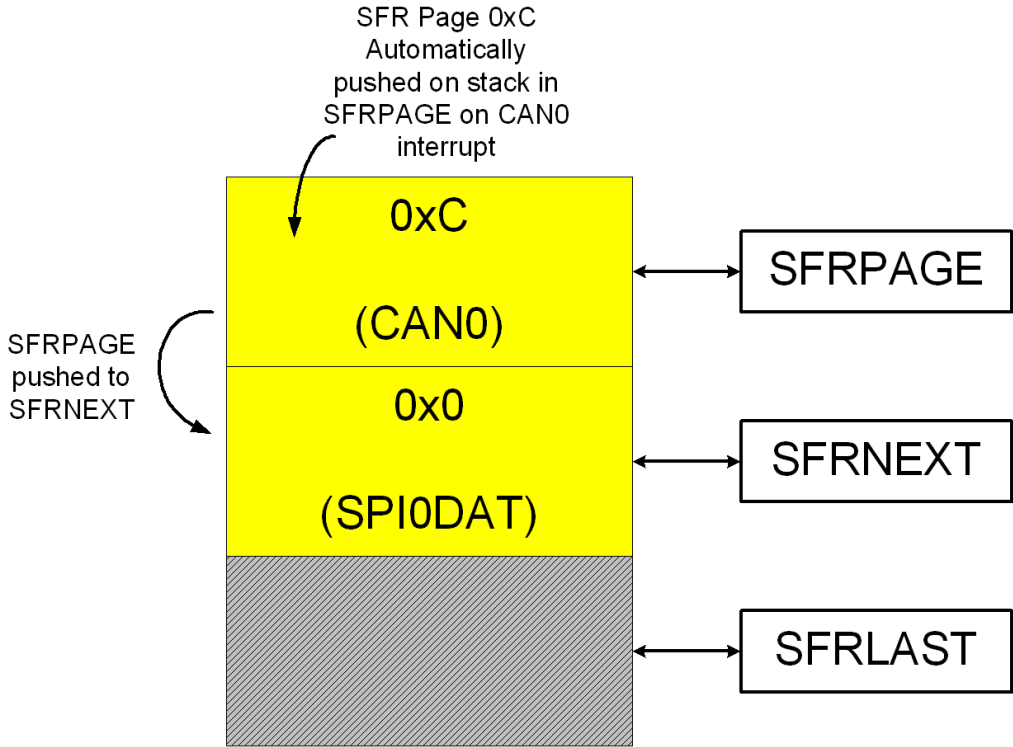 SFR Page 0xC
Automatically
pushed on stack in
SFRPAGE on CAN0
interrupt
0xC
(CAN0)
SFRPAGE
SFRPAGE
pushed to
SFRNEXT
0x0
(SPI0DAT)
SFRNEXT
SFRLAST